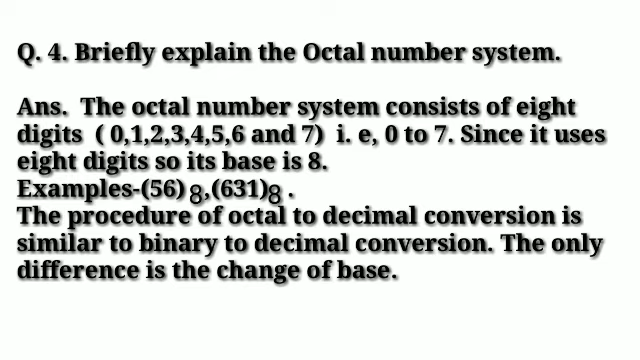 Q. 4. Briefly explain the Octal number system.
Ans.  The octal number system consists of eight
digits  ( 0,1,2,3,4,5,6 and 7)  i. e, 0 to 7. Since it uses
eight digits so its base is 8.
Examples-(56)₈,(631)₈ .
The procedure of octal to decimal conversion is
similar to binary to decimal conversion. The only
difference is the change of base.